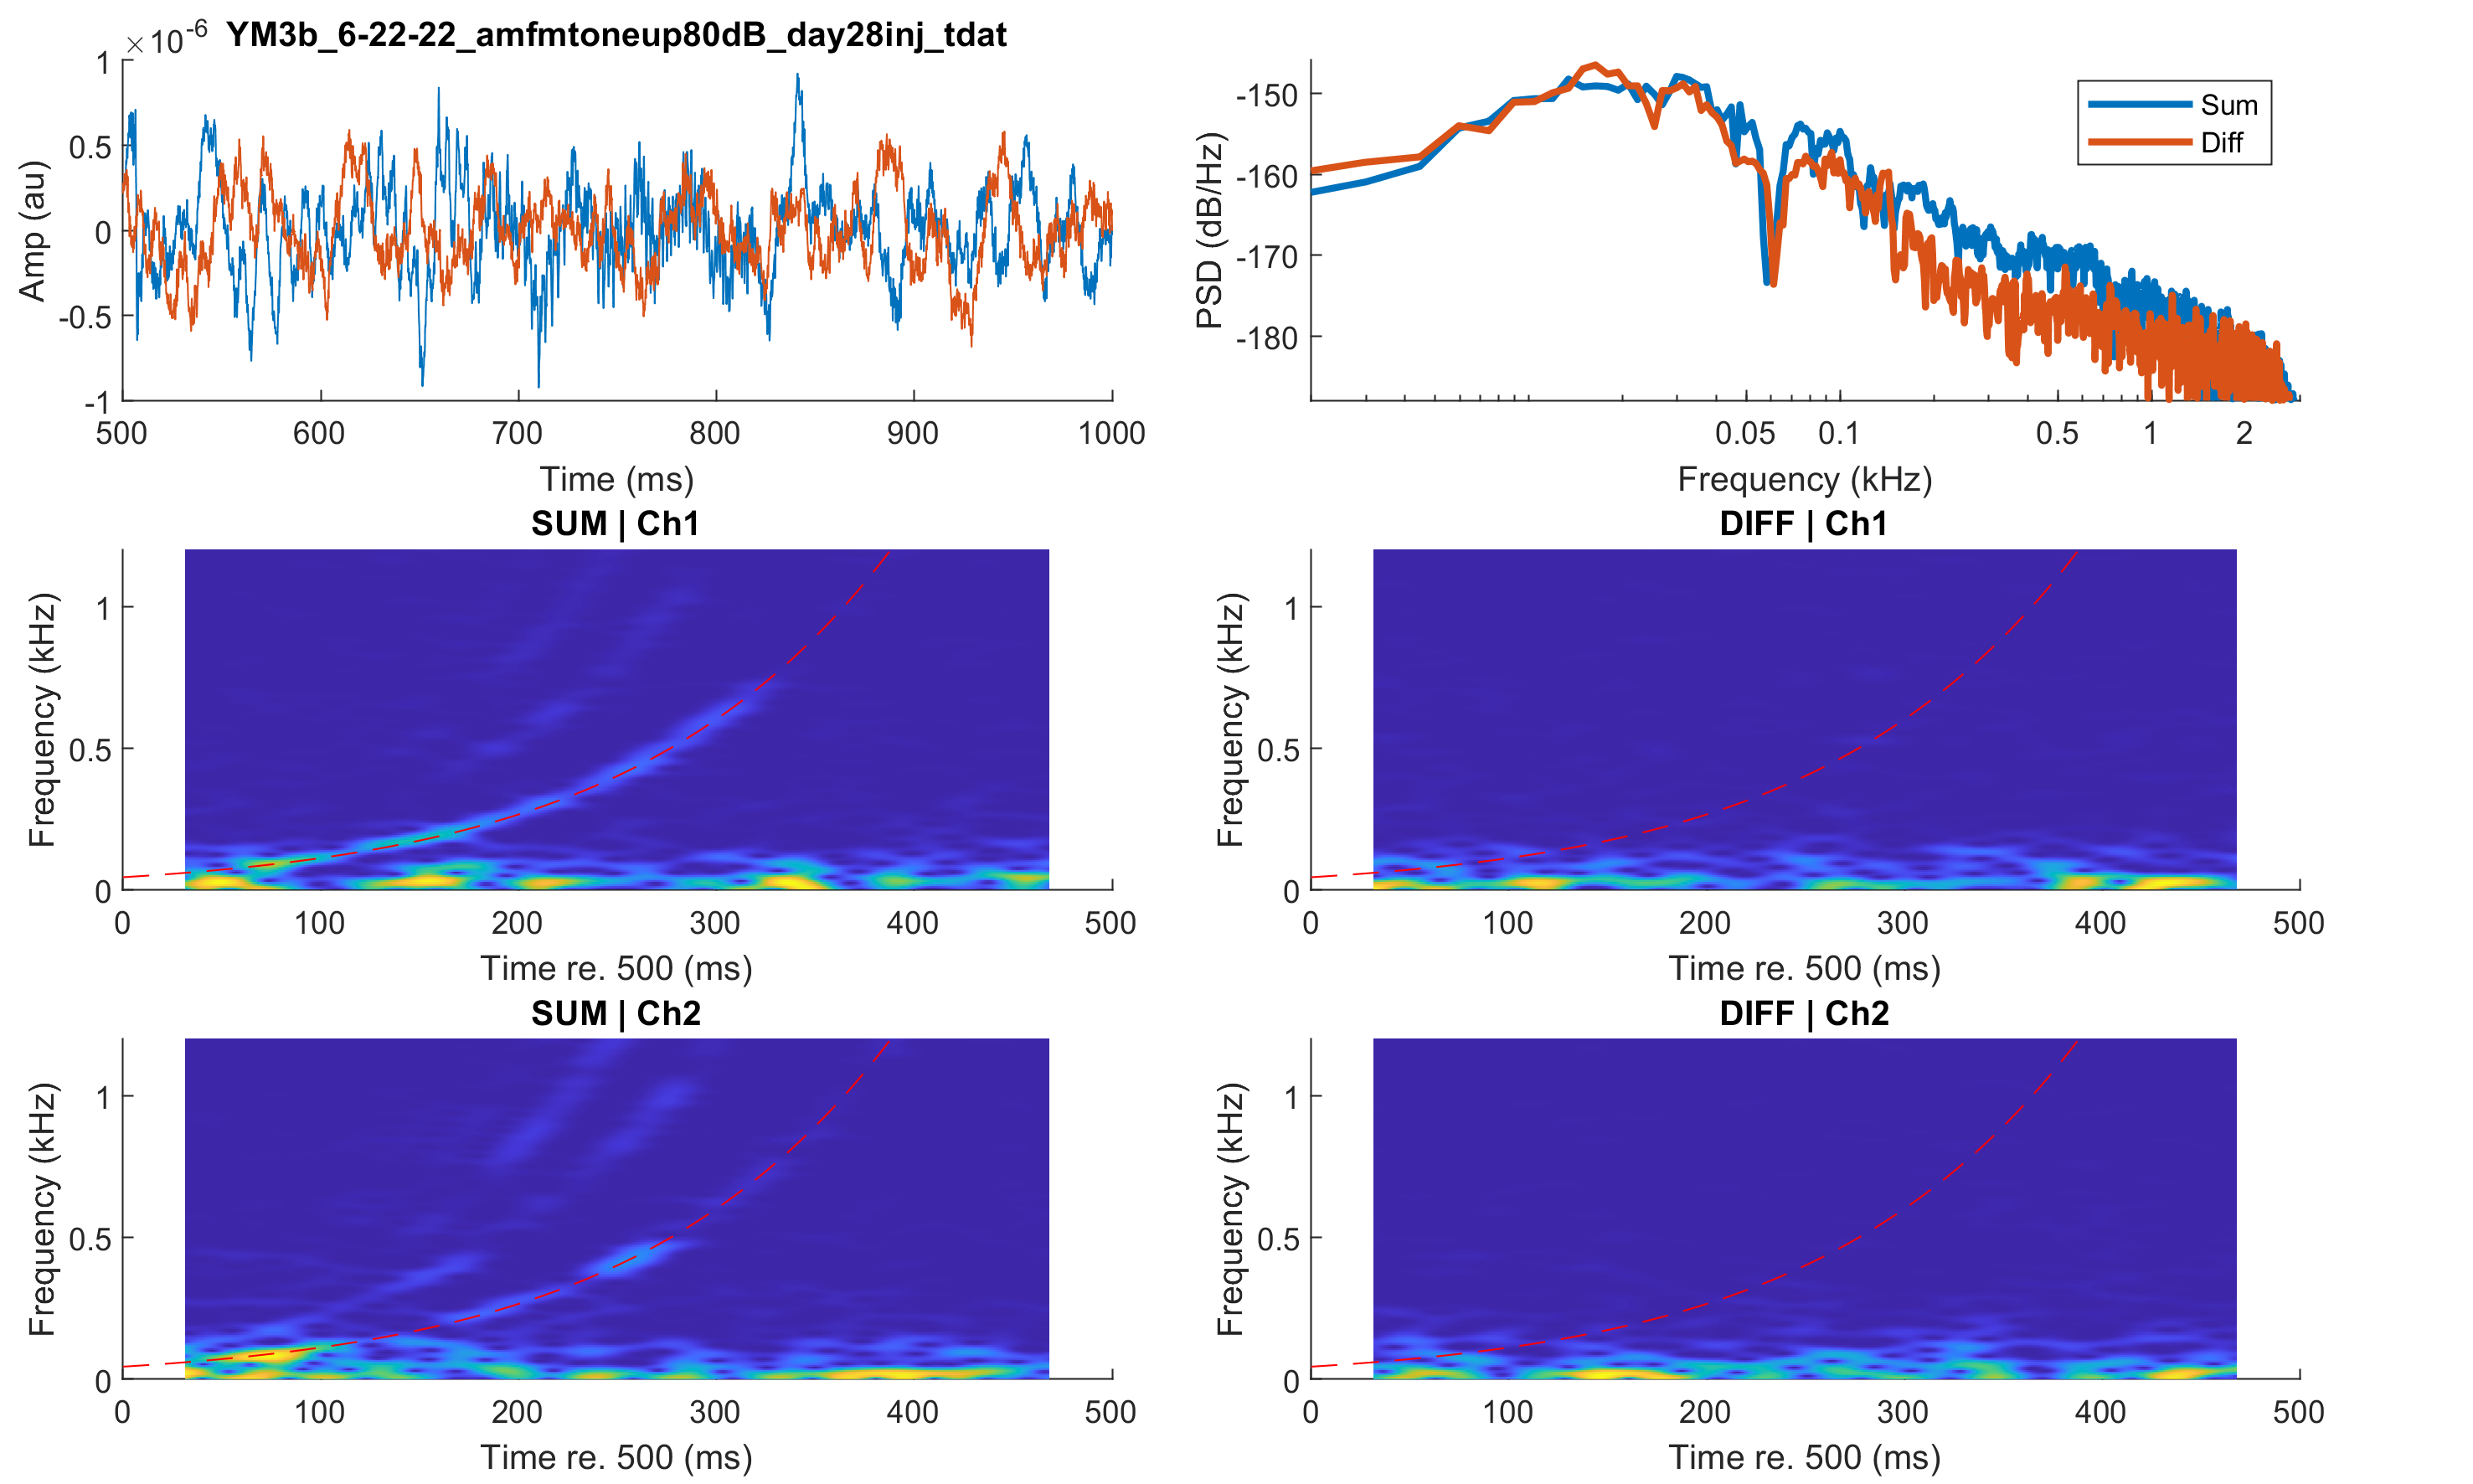 ×10-6 YM3b_6-22-22_amfmtoneup80dB_day28inj_tdat
1
0.5
0
-0.5
-1
Amp (au)
500 600 700 800 900 1000
Time (ms)
-150
-160
-170
-180
PSD (dB/Hz)
Sum
Diff
0.05 0.1 0.5 1 2
Frequency (kHz)
SUM | Ch1
1
0.5
0
Frequency (kHz)
0 100 200 300 400 500
Time re. 500 (ms)
DIFF | Ch1
1
0.5
0
Frequency (kHz)
0 100 200 300 400 500
Time re. 500 (ms)
SUM | Ch2
1
0.5
0
Frequency (kHz)
0 100 200 300 400 500
Time re. 500 (ms)
DIFF | Ch2
1
0.5
0
Frequency (kHz)
0 100 200 300 400 500
Time re. 500 (ms)